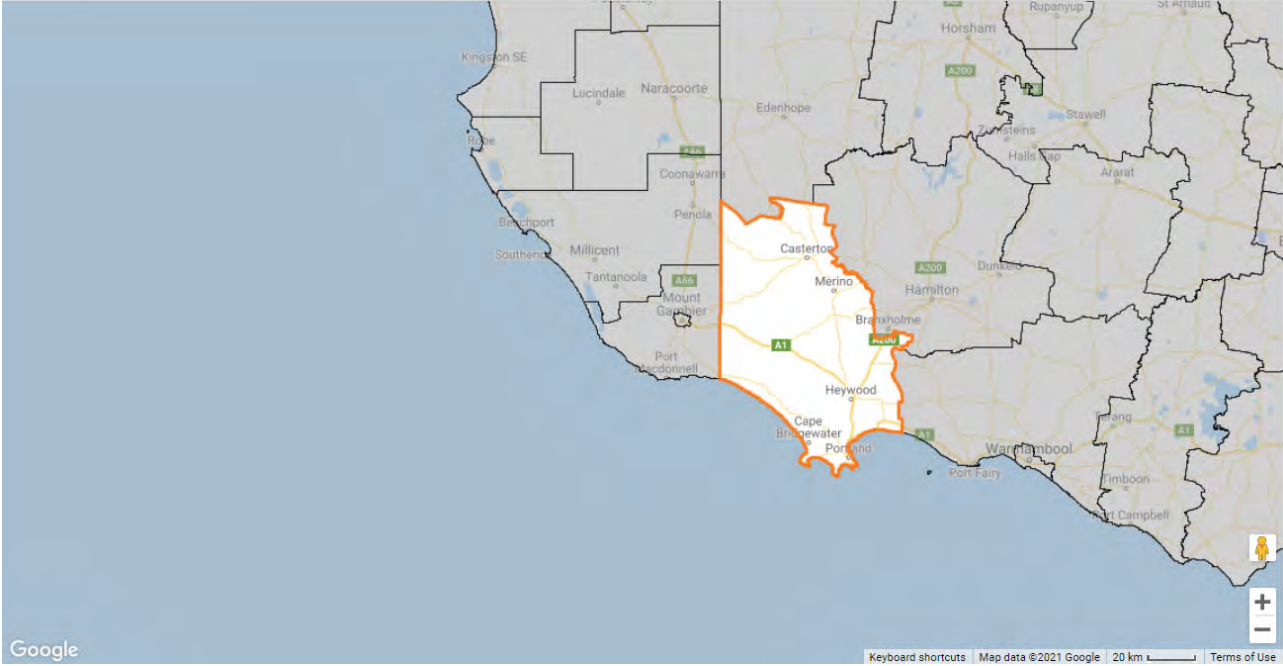 Rupanyup
St Arnaud
Horsham
Kingston SE
A200
Naracoorte
Lucindale
Edenhope
Stawell
Zumsteins
Robe
A66
Halls Gap
Coonawarra
Ararat
Penola
Beachport
Casterton
Millicent
Southend
A200
Dunkeld
Tantanoola
A66
Merino
Hamilton
Mount
Gambier
Branxholme
A200
A1
Port
Macdonnell
Heywood
Terang
Cape
Bridgewater
A1
A1
Portland
Warrnambool
Port Fairy
Timboon
Port Campbell
+
−
Google
Keyboard shortcuts Map data ©2021 Google 20 km Terms of Use